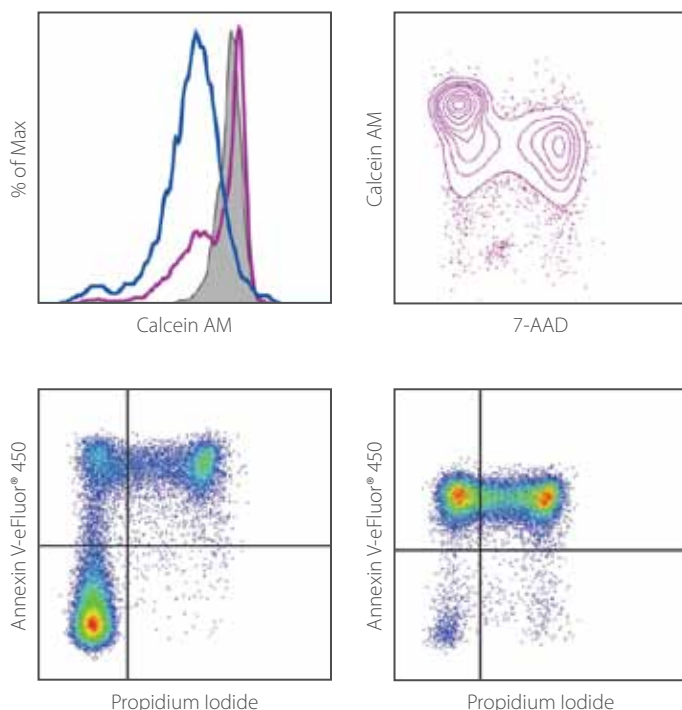 % of Max
Calcein AM
Calcein AM
7-AAD
Annexin V-eFluor® 450
Propidium Iodide
Annexin V-eFluor® 450
Propidium Iodide